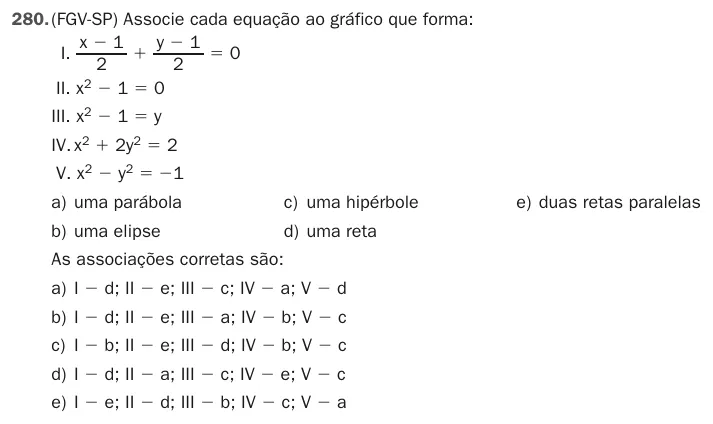 280. (FGV-SP) Associe cada equação ao gráfico que forma:
I. (x − 1)/2 + (y − 1)/2 = 0
II. x² − 1 = 0
III. x² − 1 = y
IV. x² + 2y² = 2
V. x² − y² = −1
a) uma parábola c) uma hipérbole e) duas retas paralelas
b) uma elipse d) uma reta
As associações corretas são:
a) I − d; II − e; III − c; IV − a; V − d
b) I − d; II − e; III − a; IV − b; V − c
c) I − b; II − e; III − d; IV − b; V − c
d) I − d; II − a; III − c; IV − e; V − c
e) I − e; II − d; III − b; IV − c; V − a